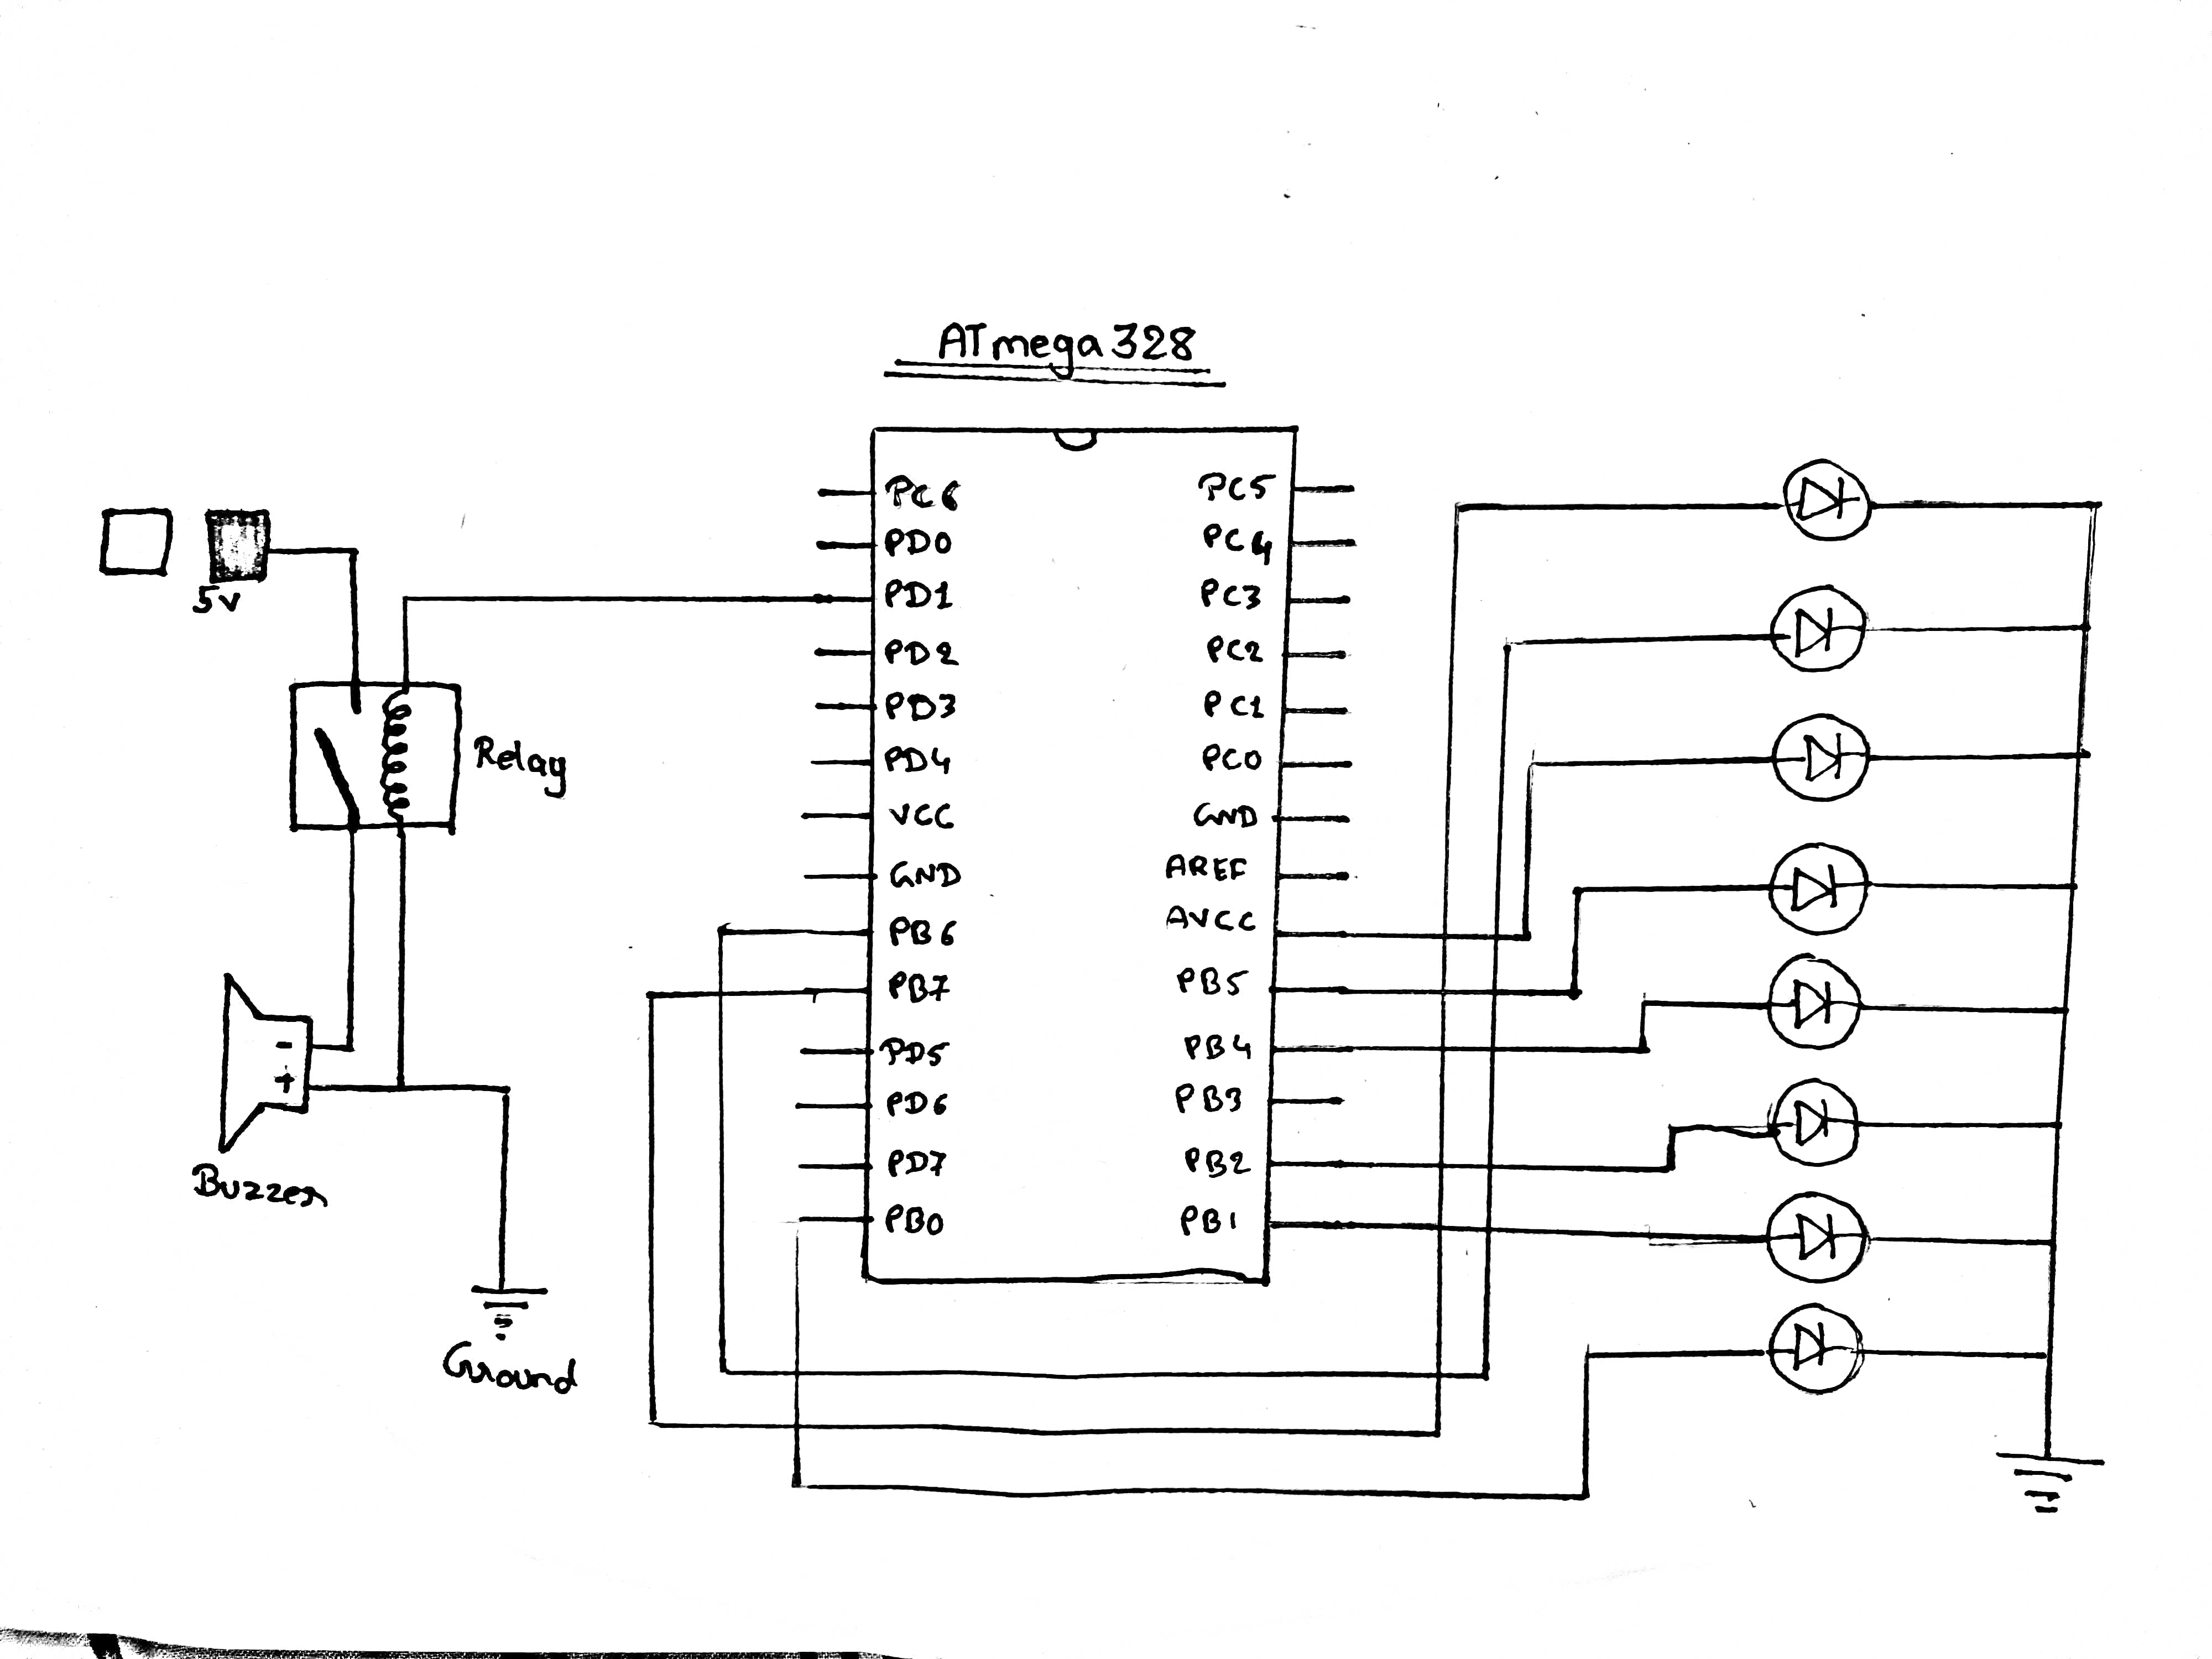 ATmega328
PC6
PD0
PD1
PD2
PD3
PD4
VCC
GND
PB6
PB7
PD5
PD6
PD7
PB0
PC5
PC4
PC3
PC2
PC1
PC0
GND
AREF
AVCC
PB5
PB4
PB3
PB2
PB1
5v
Relay
-
+
Buzzer
Ground